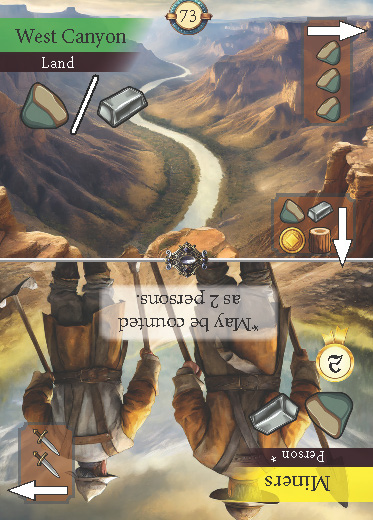 73
West Canyon
Land
*May be counted
as 2 persons.
2
Person *
Miners